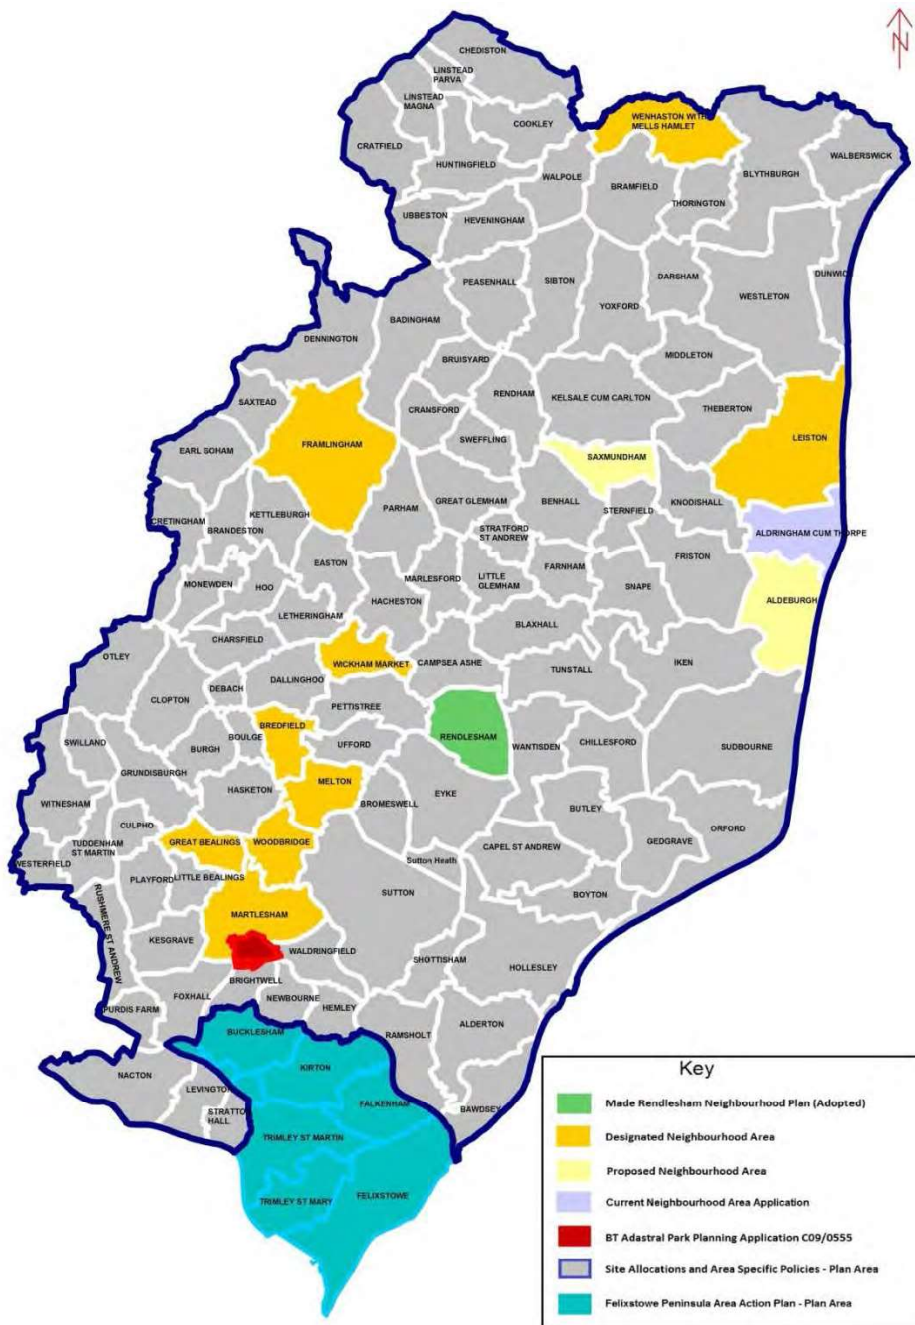 N
CHEDISTON
LINSTEAD
PARVA
LINSTEAD
MAGNA
COOKLEY
WENHASTON WITH
MELLS HAMLET
CRATFIELD
HUNTINGFIELD
WALPOLE
BRAMFIELD
BLYTHBURGH
WALBERSWICK
THORINGTON
UBBESTON
HEVENINGHAM
PEASENHALL
SIBTON
DARSHAM
DUNWIC
YOXFORD
WESTLETON
BADINGHAM
DENNINGTON
BRUISYARD
MIDDLETON
RENDHAM
KELSALE CUM CARLTON
SAXTEAD
CRANSFORD
THEBERTON
FRAMLINGHAM
SWEFFLING
LEISTON
EARL SOHAM
SAXMUNDHAM
GREAT GLEMHAM
BENHALL
KNODISHALL
PARHAM
STERNFIELD
KETTLEBURGH
CRETINGHAM
BRANDESTON
STRATFORD
ST ANDREW
ALDRINGHAM CUM THORPE
FRISTON
EASTON
FARNHAM
MARLESFORD
LITTLE
GLEMHAM
MONEWDEN
HOO
SNAPE
HACHESTON
ALDEBURGH
LETHERINGHAM
BLAXHALL
CHARSFIELD
OTLEY
WICKHAM MARKET
CAMPSEA ASHE
TUNSTALL
IKEN
DALLINGHOO
DEBACH
CLOPTON
PETTISTREE
BREDFIELD
BOULGE
RENDLESHAM
SWILLAND
BURGH
UFFORD
WANTISDEN
CHILLESFORD
SUDBOURNE
GRUNDISBURGH
MELTON
HASKETON
EYKE
WITNESHAM
BROMESWELL
BUTLEY
CULPHO
ORFORD
TUDDENHAM
ST MARTIN
GREAT BEALINGS
WOODBRIDGE
GEDGRAVE
CAPEL ST ANDREW
WESTERFIELD
Sutton Heath
PLAYFORD
LITTLE BEALINGS
SUTTON
BOYTON
RUSHMERE ST ANDREW
MARTLESHAM
KESGRAVE
WALDRINGFIELD
SHOTTISHAM
HOLLESLEY
BRIGHTWELL
FOXHALL
NEWBOURNE
HEMLEY
PURDIS FARM
RAMSHOLT
ALDERTON
BUCKLESHAM
KIRTON
NACTON
LEVINGTON
FALKENHAM
BAWDSEY
STRATTO
HALL
TRIMLEY ST MARTIN
TRIMLEY ST MARY
FELIXSTOWE
Key
Made Rendlesham Neighbourhood Plan (Adopted)
Designated Neighbourhood Area
Proposed Neighbourhood Area
Current Neighbourhood Area Application
BT Adastral Park Planning Application C09/0555
Site Allocations and Area Specific Policies - Plan Area
Felixstowe Peninsula Area Action Plan - Plan Area